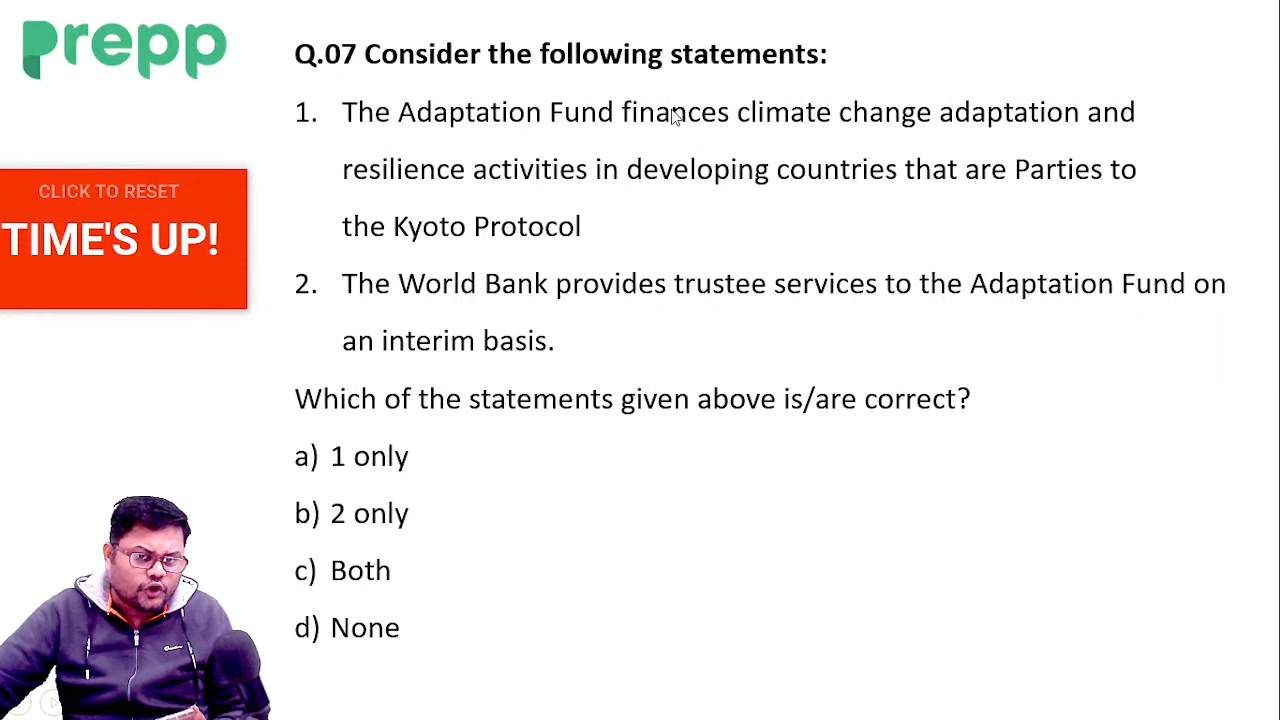 prepp
Q.07 Consider the following statements:
1. The Adaptation Fund finances climate change adaptation and
resilience activities in developing countries that are Parties to
the Kyoto Protocol
CLICK TO RESET
TIME'S UP!
2. The World Bank provides trustee services to the Adaptation Fund on
an interim basis.
Which of the statements given above is/are correct?
a) 1 only
b) 2 only
c) Both
d) None